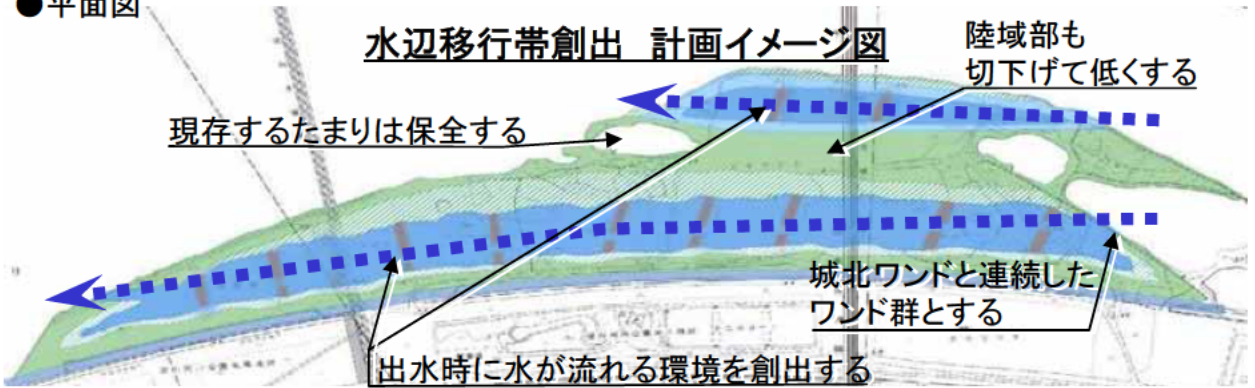 ●平面図
水辺移行帯創出 計画イメージ図
陸域部も
切下げて低くする
現存するたまりは保全する
城北ワンドと連続した
ワンド群とする
出水時に水が流れる環境を創出する